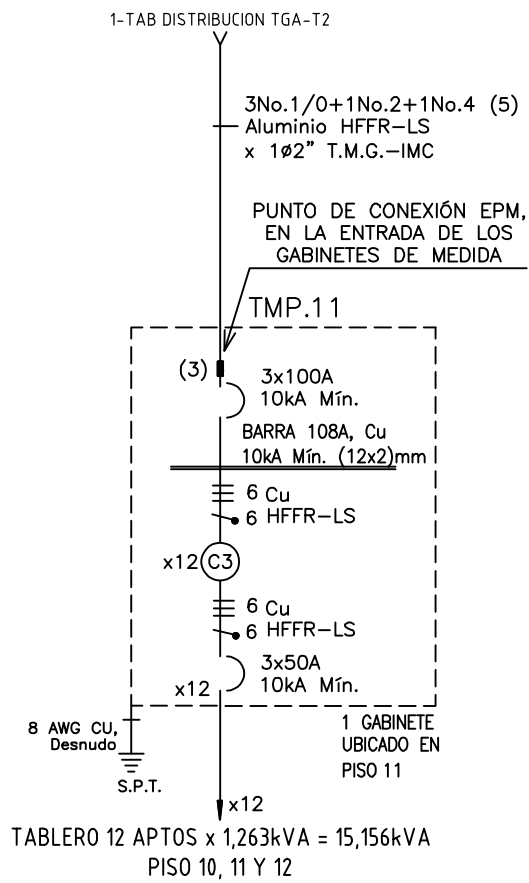 1-TAB DISTRIBUCION TGA-T2
3No.1/0+1No.2+1No.4 (5)
Aluminio HFFR-LS
x 1ø2" T.M.G.-IMC
PUNTO DE CONEXIÓN EPM,
EN LA ENTRADA DE LOS
GABINETES DE MEDIDA
TMP.11
(3)
3x100A
10kA Mín.
BARRA 108A, Cu
10kA Mín. (12x2)mm
6 Cu
6 HFFR-LS
x12 C3
6 Cu
6 HFFR-LS
3x50A
10kA Mín.
x12
8 AWG CU,
Desnudo
S.P.T.
1 GABINETE
UBICADO EN
PISO 11
x12
TABLERO 12 APTOS x 1,263kVA = 15,156kVA
PISO 10, 11 Y 12